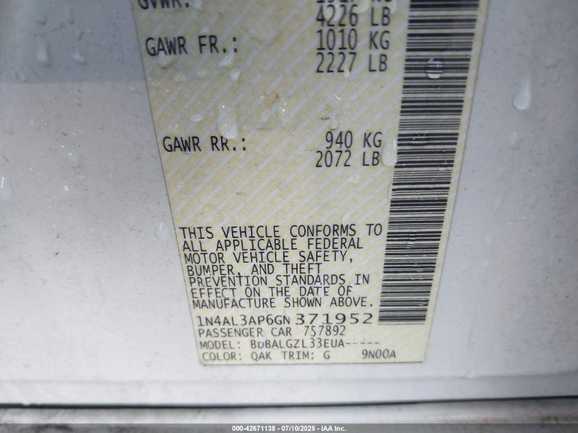 GVWR:
4226 LB
GAWR FR.: 1010 KG
2227 LB
GAWR RR.: 940 KG
2072 LB
THIS VEHICLE CONFORMS TO
ALL APPLICABLE FEDERAL
MOTOR VEHICLE SAFETY,
BUMPER, AND THEFT
PREVENTION STANDARDS IN
EFFECT ON THE DATE OF
MANUFACTURE SHOWN ABOVE.
1N4AL3AP6GN371952
PASSENGER CAR 757892
MODEL: BDBALGZL33EUA-----
COLOR: QAK TRIM: G 9N00A
000-42671138 - 07/10/2025 - IAA Inc.